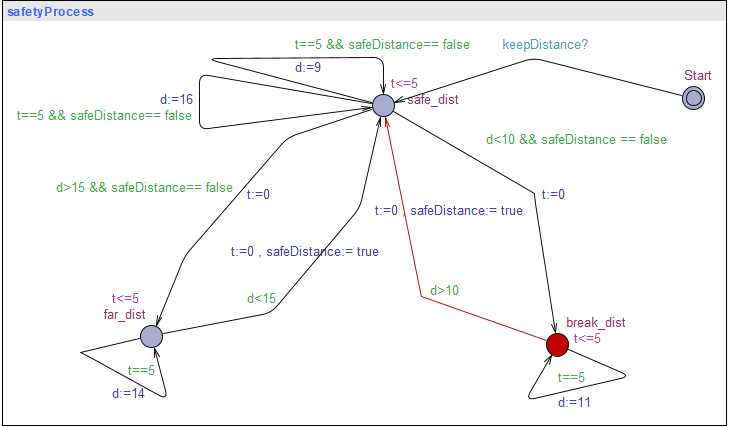 safetyProcess
t==5 && safeDistance== false
keepDistance?
d:=9
Start
t<=5
d:=16
safe_dist
t==5 && safeDistance== false
d<10 && safeDistance == false
d>15 && safeDistance== false
t:=0
t:=0
t:=0 , safeDistance:= true
t:=0 , safeDistance:= true
d>10
t<=5
d<15
far_dist
break_dist
t<=5
t==5
t==5
d:=14
d:=11